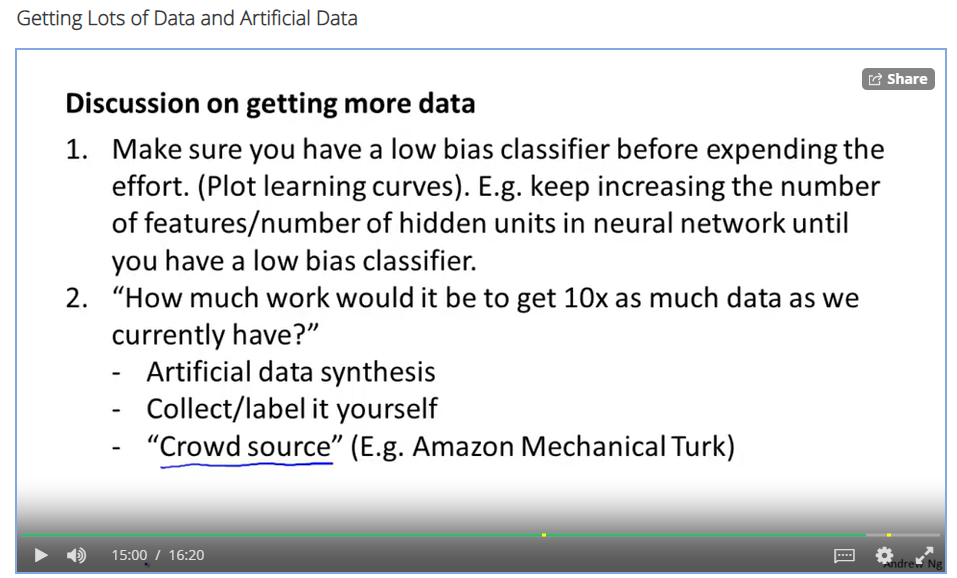 Getting Lots of Data and Artificial Data
Share
Discussion on getting more data
1. Make sure you have a low bias classifier before expending the
effort. (Plot learning curves). E.g. keep increasing the number
of features/number of hidden units in neural network until
you have a low bias classifier.
2. “How much work would it be to get 10x as much data as we
currently have?”
- Artificial data synthesis
- Collect/label it yourself
- “Crowd source” (E.g. Amazon Mechanical Turk)
15:00 / 16:20
Andrew Ng